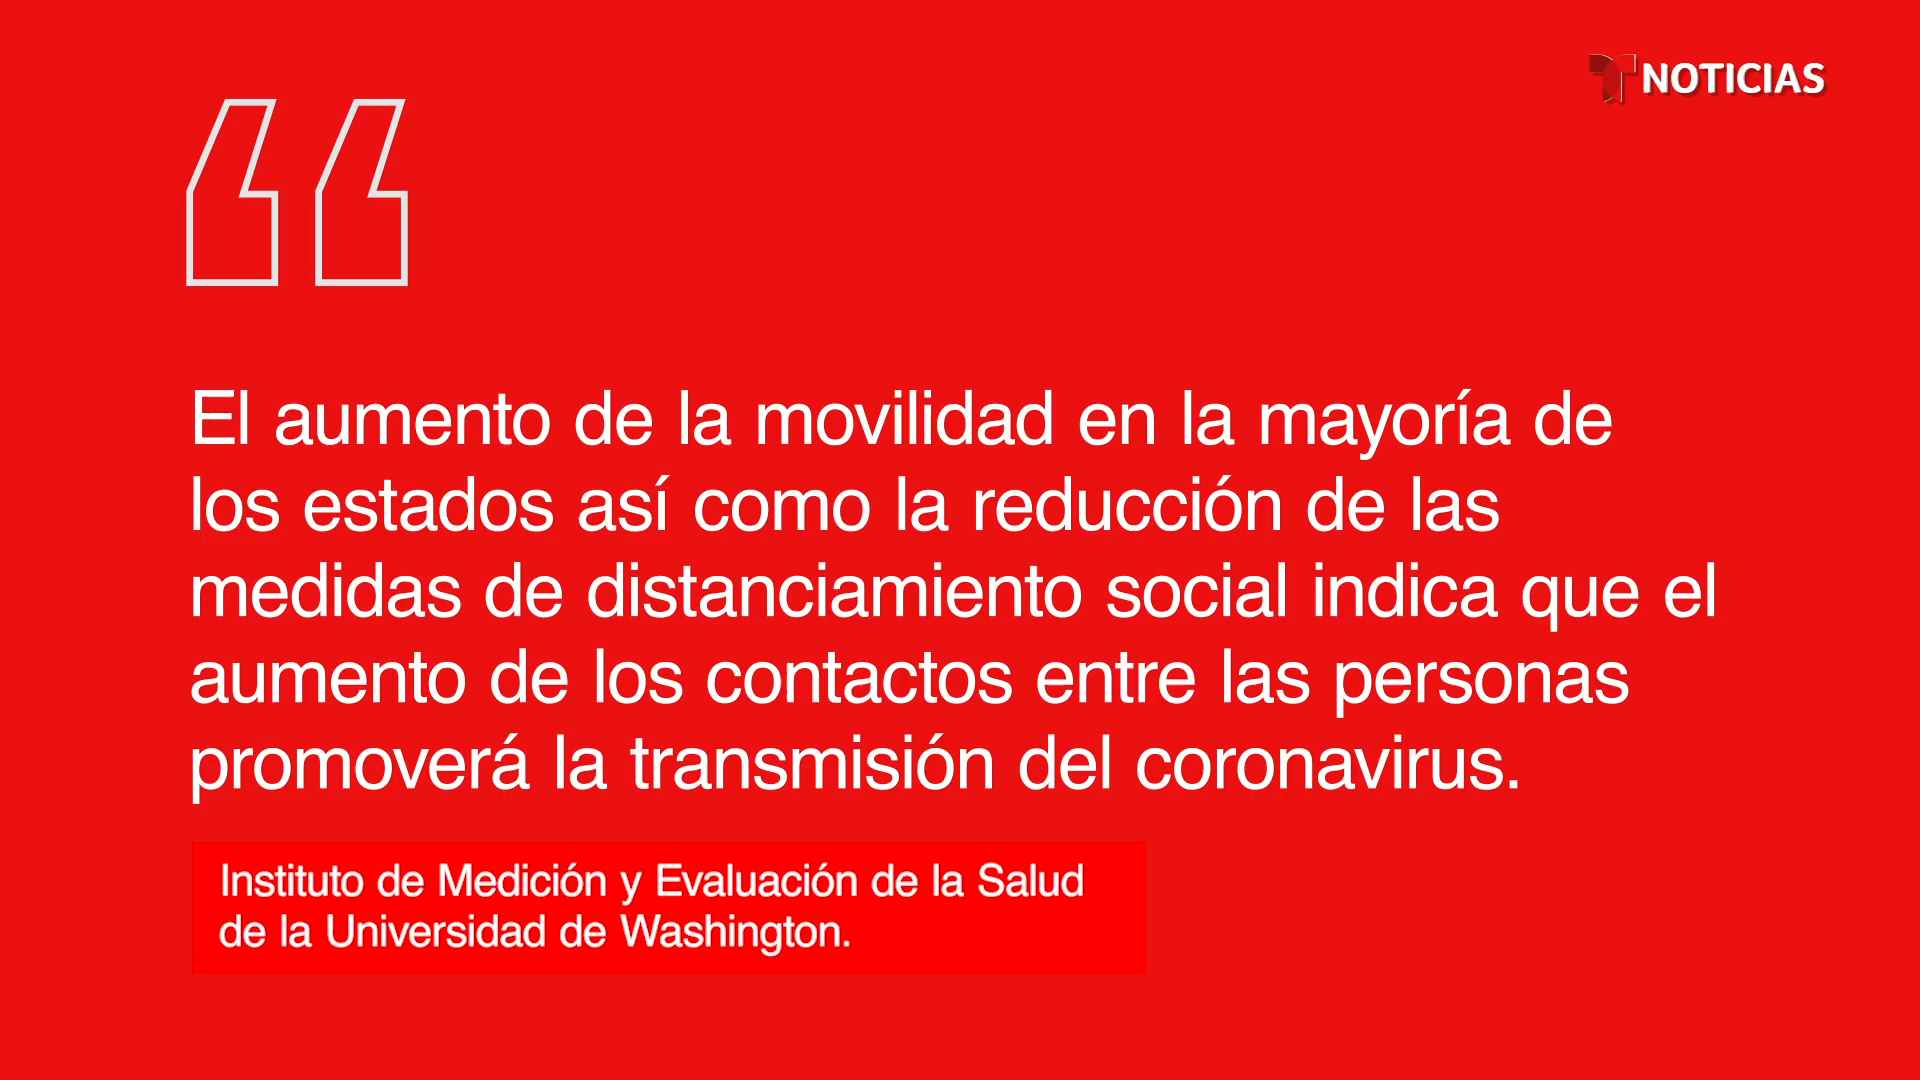 NOTICIAS
“
El aumento de la movilidad en la mayoría de
los estados así como la reducción de las
medidas de distanciamiento social indica que el
aumento de los contactos entre las personas
promoverá la transmisión del coronavirus.
Instituto de Medición y Evaluación de la Salud
de la Universidad de Washington.